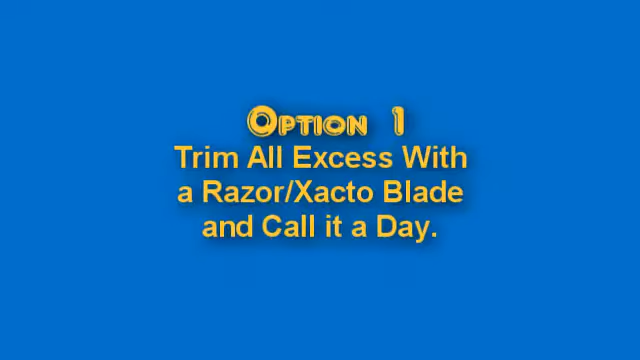 Option 1
Trim All Excess With
a Razor/Xacto Blade
and Call it a Day.